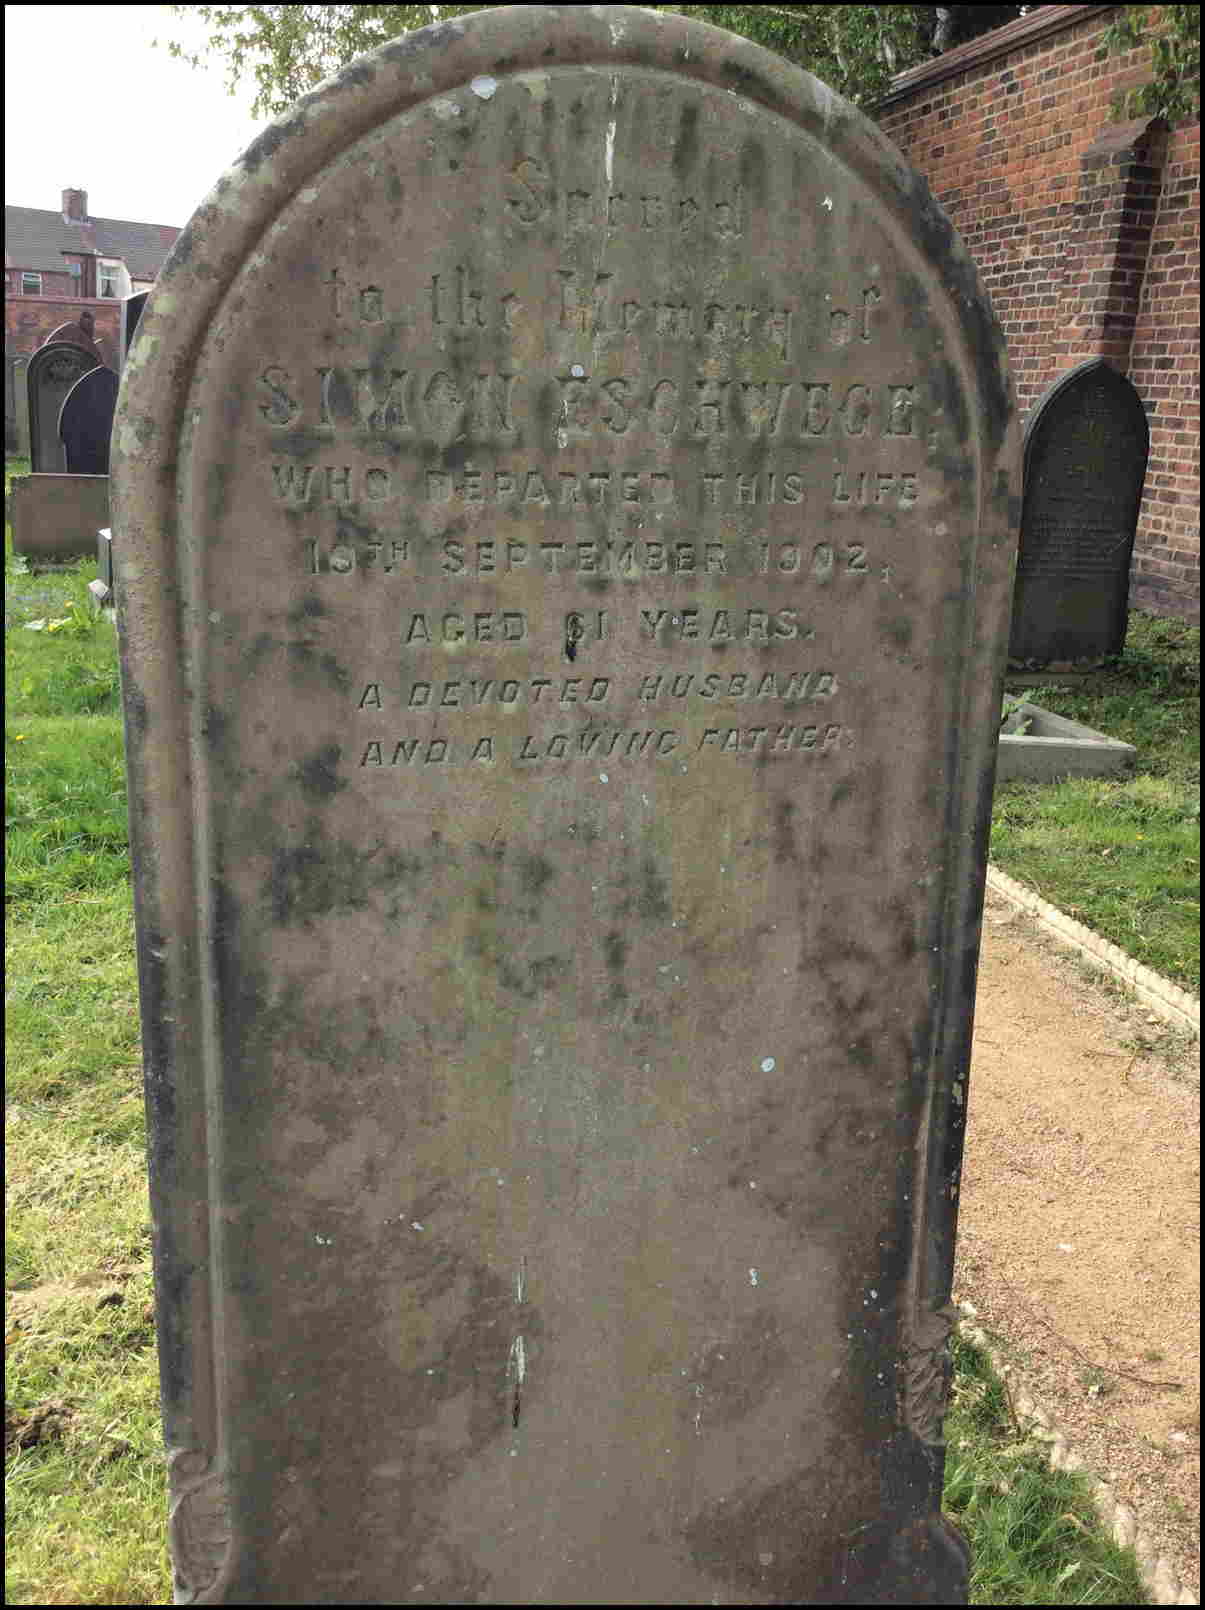 Sacred
to the Memory of
SIMON ESCHWEGE,
WHO DEPARTED THIS LIFE
SEPTEMBER 1902,
AGED 61 YEARS.
A DEVOTED HUSBAND
AND A LOVING FATHER.